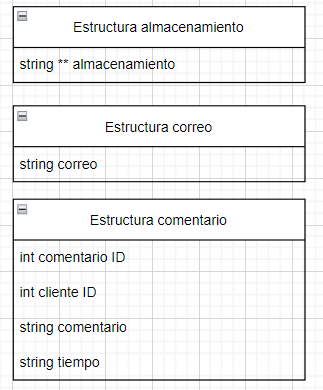 Estructura almacenamiento
string ** almacenamiento
Estructura correo
string correo
Estructura comentario
int comentario ID
int cliente ID
string comentario
string tiempo